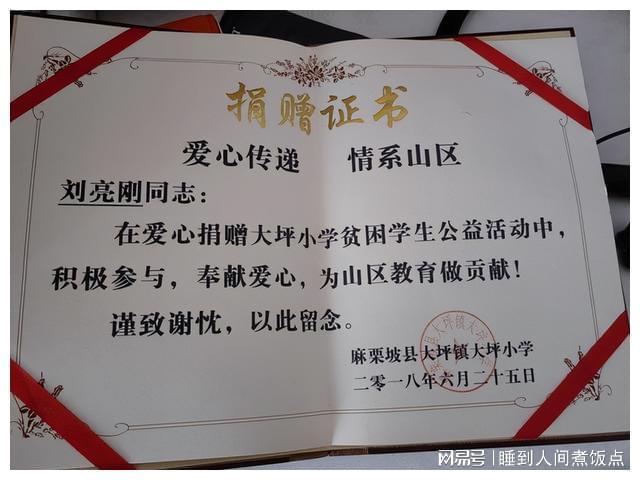 捐赠证书
爱心传递 情系山区
刘亮刚同志：
在爱心捐赠大坪小学贫困学生公益活动中，
积极参与，奉献爱心，为山区教育做贡献！
谨致谢忱，以此留念。
麻栗坡县大坪镇大坪小学
二零一八年六月二十五日
网易号 | 睡到人间煮饭点